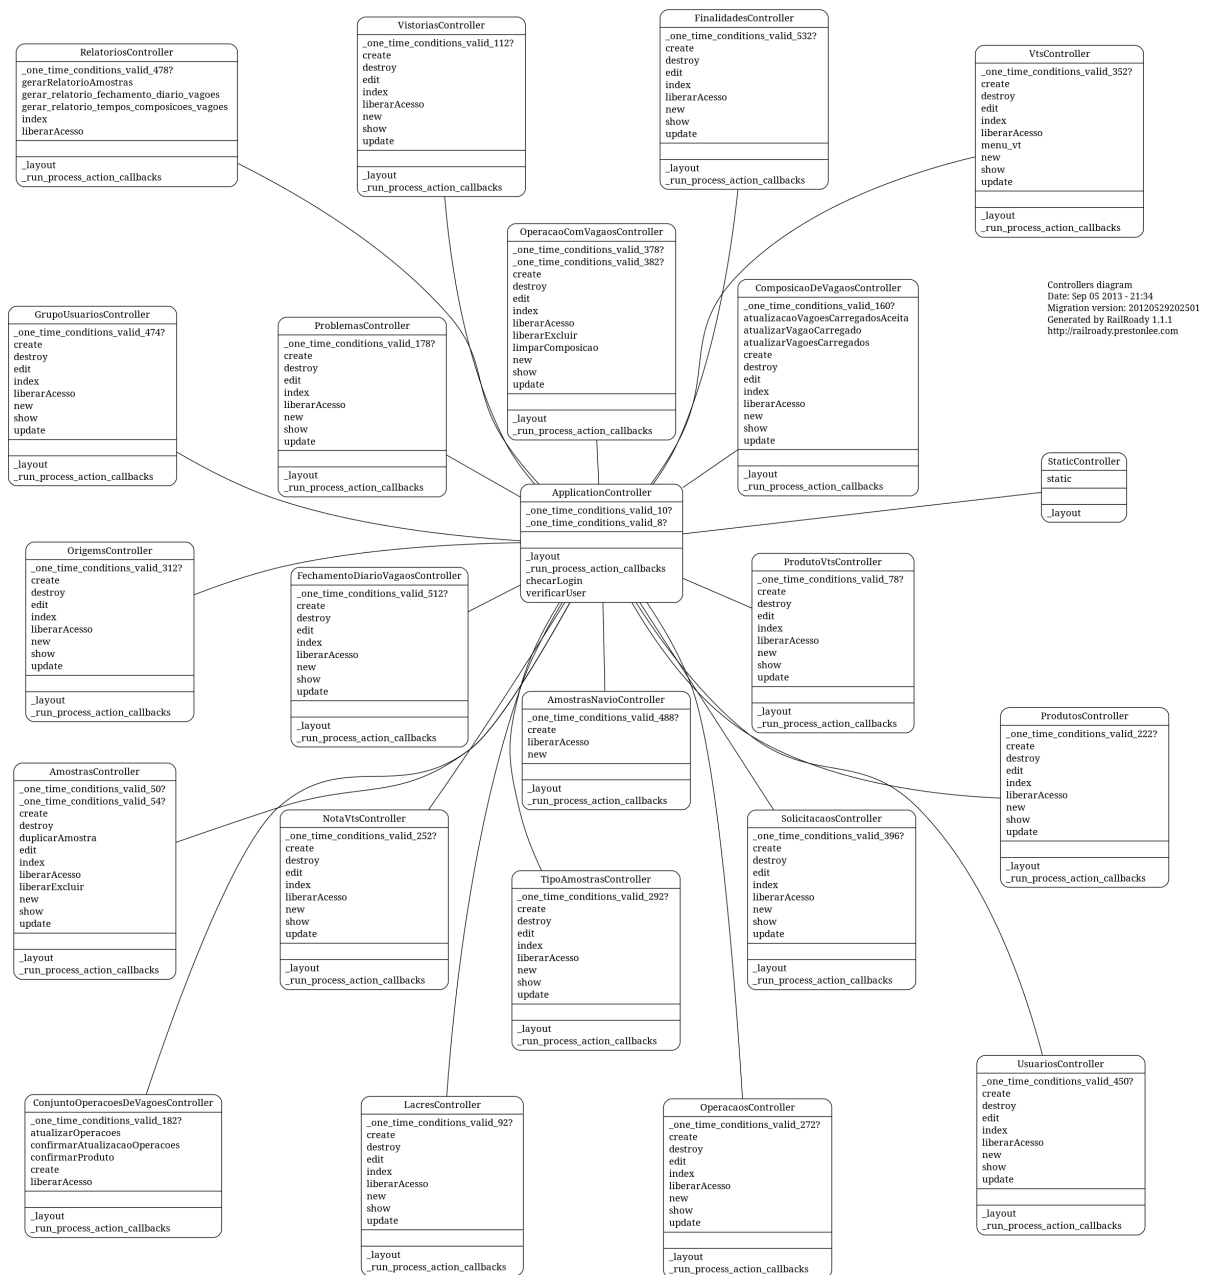 RelatoriosController
_one_time_conditions_valid_478?
gerarRelatorioAmostras
gerar_relatorio_fechamento_diario_vagoes
gerar_relatorio_tempos_composicoes_vagoes
index
liberarAcesso
_layout
_run_process_action_callbacks
VistoriasController
_one_time_conditions_valid_112?
create
destroy
edit
index
liberarAcesso
new
show
update
_layout
_run_process_action_callbacks
FinalidadesController
_one_time_conditions_valid_532?
create
destroy
edit
index
liberarAcesso
new
show
update
_layout
_run_process_action_callbacks
VtsController
_one_time_conditions_valid_352?
create
destroy
edit
index
liberarAcesso
menu_vt
new
show
update
_layout
_run_process_action_callbacks
OperacaoComVagaosController
_one_time_conditions_valid_378?
_one_time_conditions_valid_382?
create
destroy
edit
index
liberarAcesso
liberarExcluir
limparComposicao
new
show
update
_layout
_run_process_action_callbacks
ComposicaoDeVagaosController
_one_time_conditions_valid_160?
atualizacaoVagoesCarregadosAceita
atualizarVagaoCarregado
atualizarVagoesCarregados
create
destroy
edit
index
liberarAcesso
new
show
update
_layout
_run_process_action_callbacks
Controllers diagram
Date: Sep 05 2013 - 21:34
Migration version: 20120529202501
Generated by RailRoady 1.1.1
http://railroady.prestonlee.com
GrupoUsuariosController
_one_time_conditions_valid_474?
create
destroy
edit
index
liberarAcesso
new
show
update
_layout
_run_process_action_callbacks
ProblemasController
_one_time_conditions_valid_178?
create
destroy
edit
index
liberarAcesso
new
show
update
_layout
_run_process_action_callbacks
StaticController
static
_layout
ApplicationController
_one_time_conditions_valid_10?
_one_time_conditions_valid_8?
_layout
_run_process_action_callbacks
checarLogin
verificarUser
OrigemsController
_one_time_conditions_valid_312?
create
destroy
edit
index
liberarAcesso
new
show
update
_layout
_run_process_action_callbacks
FechamentoDiarioVagaosController
_one_time_conditions_valid_512?
create
destroy
edit
index
liberarAcesso
new
show
update
_layout
_run_process_action_callbacks
ProdutoVtsController
_one_time_conditions_valid_78?
create
destroy
edit
index
liberarAcesso
new
show
update
_layout
_run_process_action_callbacks
AmostrasNavioController
_one_time_conditions_valid_488?
create
liberarAcesso
new
_layout
_run_process_action_callbacks
ProdutosController
_one_time_conditions_valid_222?
create
destroy
edit
index
liberarAcesso
new
show
update
_layout
_run_process_action_callbacks
AmostrasController
_one_time_conditions_valid_50?
_one_time_conditions_valid_54?
create
destroy
duplicarAmostra
edit
index
liberarAcesso
liberarExcluir
new
show
update
_layout
_run_process_action_callbacks
NotaVtsController
_one_time_conditions_valid_252?
create
destroy
edit
index
liberarAcesso
new
show
update
_layout
_run_process_action_callbacks
TipoAmostrasController
_one_time_conditions_valid_292?
create
destroy
edit
index
liberarAcesso
new
show
update
_layout
_run_process_action_callbacks
SolicitacaosController
_one_time_conditions_valid_396?
create
destroy
edit
index
liberarAcesso
new
show
update
_layout
_run_process_action_callbacks
ConjuntoOperacoesDeVagoesController
_one_time_conditions_valid_182?
atualizarOperacoes
confirmarAtualizacaoOperacoes
confirmarProduto
create
liberarAcesso
_layout
_run_process_action_callbacks
LacresController
_one_time_conditions_valid_92?
create
destroy
edit
index
liberarAcesso
new
show
update
_layout
_run_process_action_callbacks
OperacaosController
_one_time_conditions_valid_272?
create
destroy
edit
index
liberarAcesso
new
show
update
_layout
_run_process_action_callbacks
UsuariosController
_one_time_conditions_valid_450?
create
destroy
edit
index
liberarAcesso
new
show
update
_layout
_run_process_action_callbacks